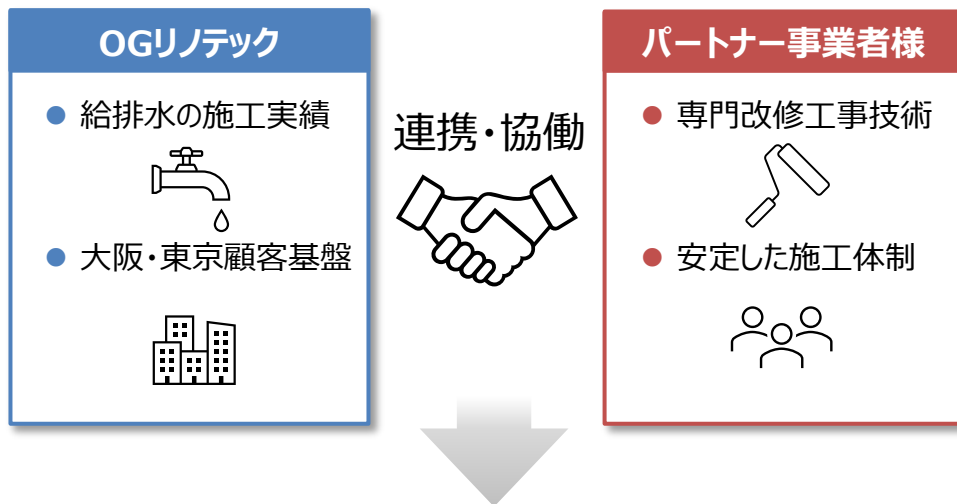 OGリノテック
● 給排水の施工実績
● 大阪・東京顧客基盤
連携・協働
パートナー事業者様
● 専門改修工事技術
● 安定した施工体制